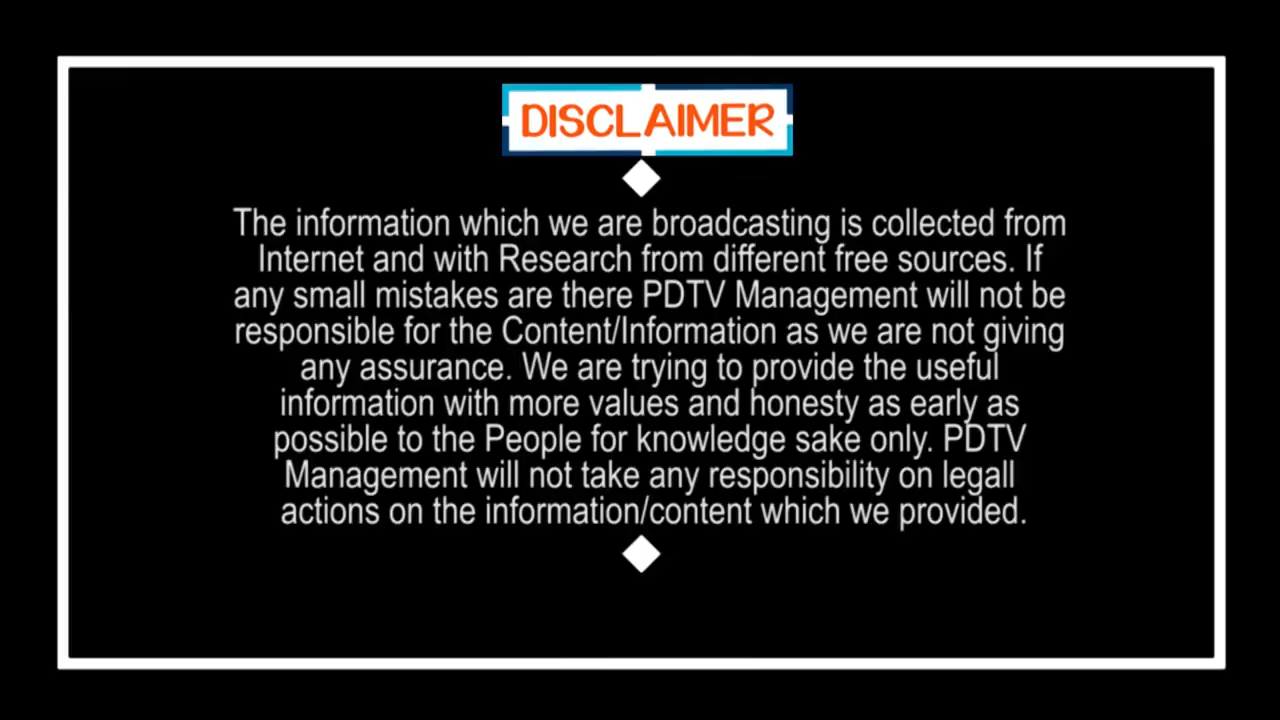 DISCLAIMER
The information which we are broadcasting is collected from
Internet and with Research from different free sources. If
any small mistakes are there PDTV Management will not be
responsible for the Content/Information as we are not giving
any assurance. We are trying to provide the useful
information with more values and honesty as early as
possible to the People for knowledge sake only. PDTV
Management will not take any responsibility on legall
actions on the information/content which we provided.